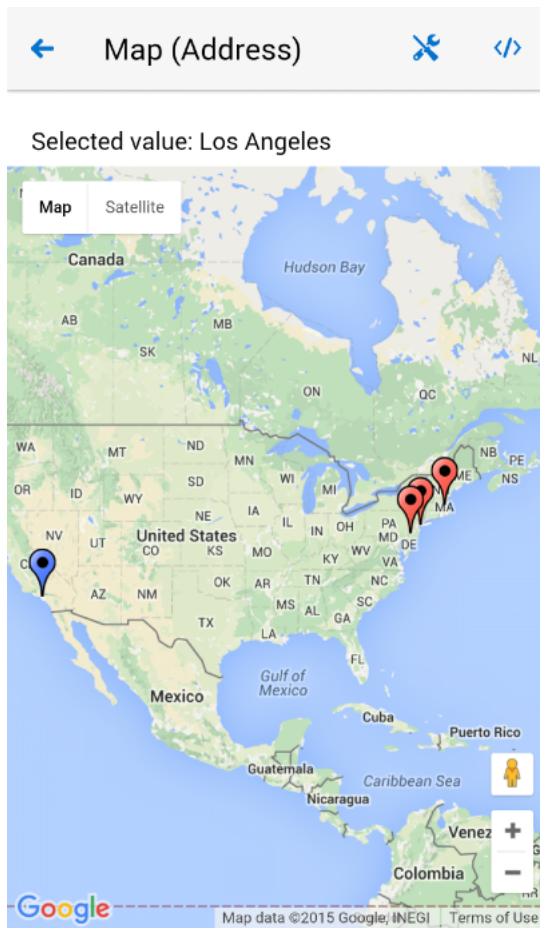 Map (Address)
</>
Selected value: Los Angeles
Map Satellite
Canada
Hudson Bay
AB
MB
SK
NL
ON
QC
WA
MT
ND
MN
NB
PE
ME
NS
OR
ID
WY
SD
WI
MI
MA
NE
IA
NV
UT
United States
CO
KS
MO
IL
IN
OH
PA
MD
DE
KY
WV
VA
AZ
NM
OK
AR
TN
NC
MS
AL
SC
GA
TX
LA
FL
Gulf of
Mexico
Mexico
Cuba
Puerto Rico
Guatemala
Caribbean Sea
Nicaragua
+
Venez
Colombia
−
Google
Map data ©2015 Google, INEGI Terms of Use